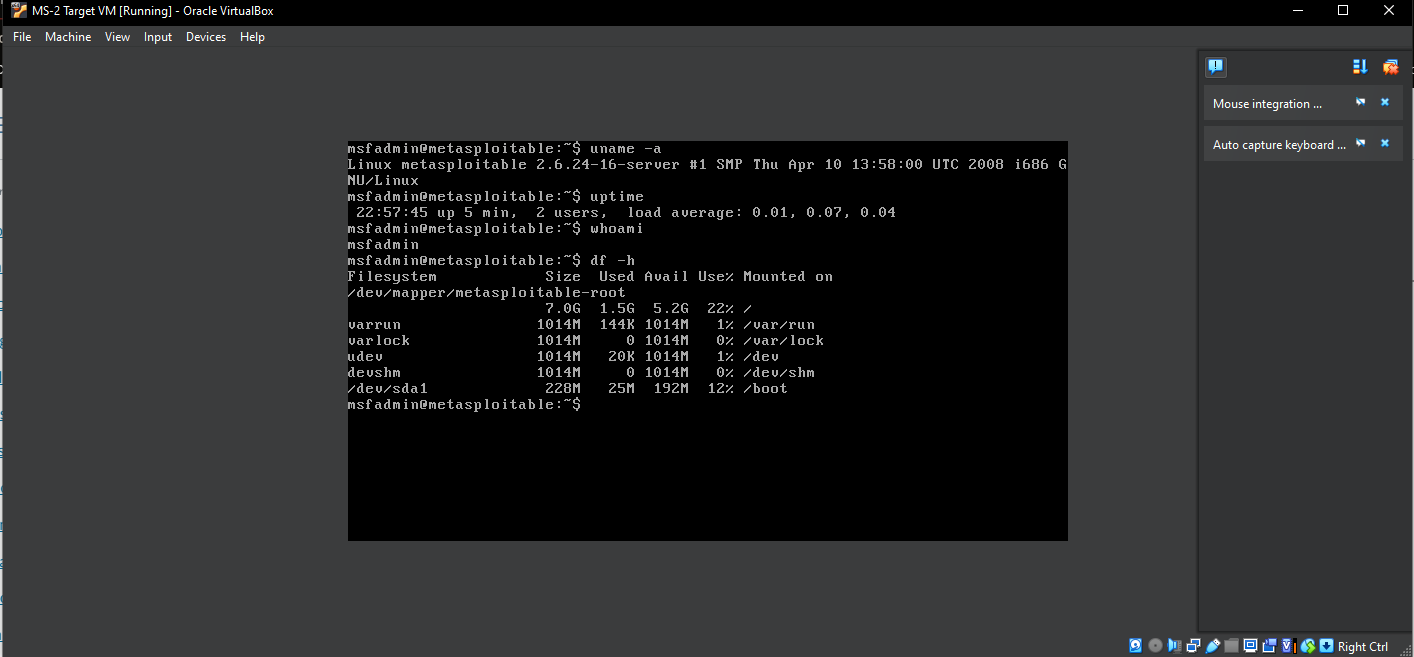 MS-2 Target VM [Running] - Oracle VirtualBox
File Machine View Input Devices Help
Mouse integration ...
Auto capture keyboard ...
msfadmin@metasploitable:~$ uname -a
Linux metasploitable 2.6.24-16-server #1 SMP Thu Apr 10 13:58:00 UTC 2008 i686 G
NU/Linux
msfadmin@metasploitable:~$ uptime
 22:57:45 up 5 min,  2 users,  load average: 0.01, 0.07, 0.04
msfadmin@metasploitable:~$ whoami
msfadmin
msfadmin@metasploitable:~$ df -h
Filesystem            Size  Used Avail Use% Mounted on
/dev/mapper/metasploitable-root
                      7.0G  1.5G  5.2G  22% /
varrun               1014M  144K 1014M   1% /var/run
varlock              1014M     0 1014M   0% /var/lock
udev                 1014M   20K 1014M   1% /dev
devshm               1014M     0 1014M   0% /dev/shm
/dev/sda1             228M   25M  192M  12% /boot
msfadmin@metasploitable:~$
Right Ctrl